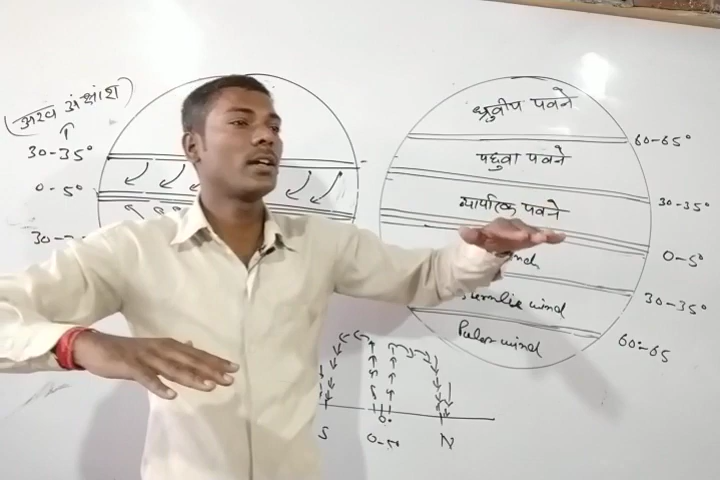 (अश्व अंक्षांश)
30-35°
0-5°
30-3
ध्रुवीय पवने
60-65°
पछुवा पवने
30-35°
व्यापारिक पवने
0-5°
30-35°
wind
Polar wind
60-65
S
0-5
N